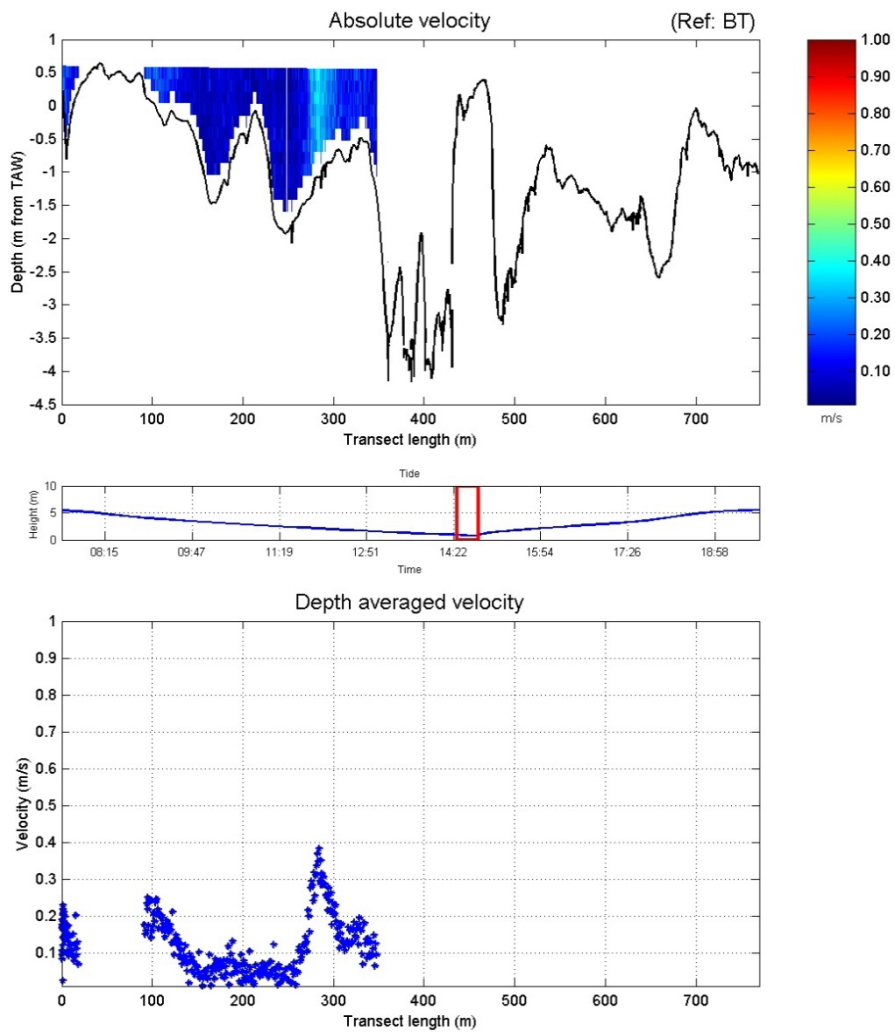 Absolute velocity
(Ref: BT)
1
0.5
0
-0.5
-1
-1.5
-2
-2.5
-3
-3.5
-4
-4.5
Depth (m from TAW)
0 100 200 300 400 500 600 700
Transect length (m)
1.00
0.90
0.80
0.70
0.60
0.50
0.40
0.30
0.20
0.10
m/s
Tide
10
5
0
Height (m)
08:15 09:47 11:19 12:51 14:22 15:54 17:26 18:58
Time
Depth averaged velocity
1
0.9
0.8
0.7
0.6
0.5
0.4
0.3
0.2
0.1
Velocity (m/s)
0 100 200 300 400 500 600 700
Transect length (m)